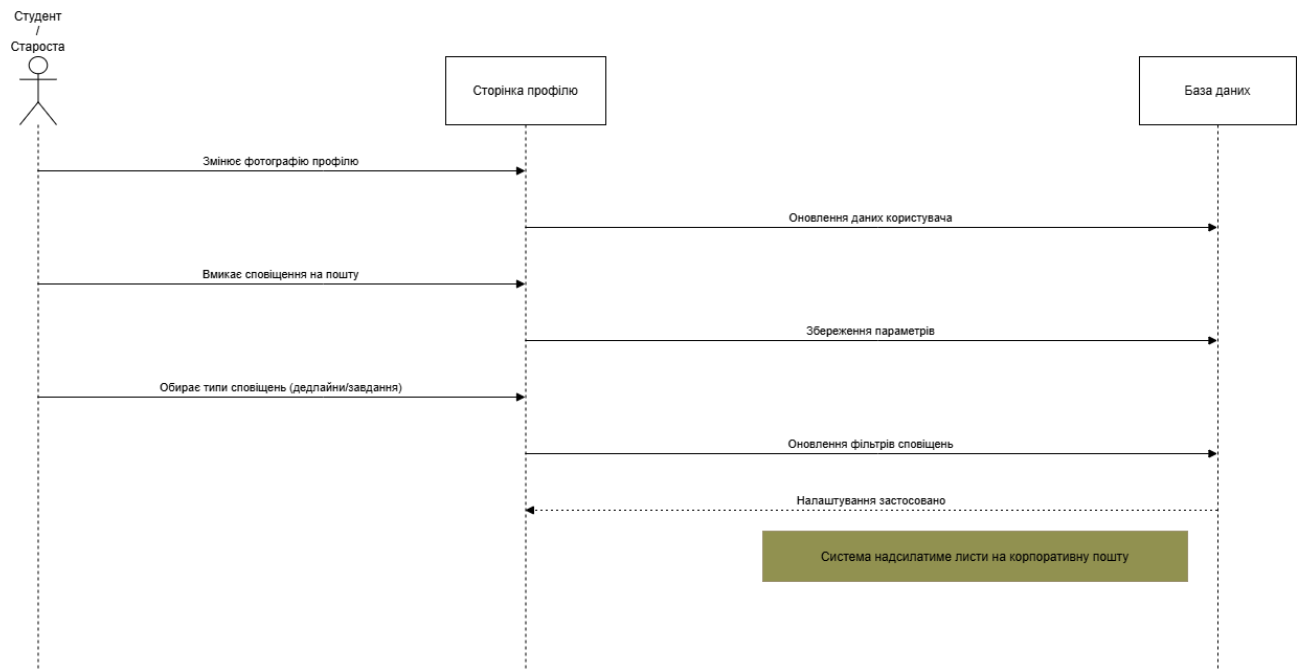 Студент
/
Староста
Сторінка профілю
База даних
Змінює фотографію профілю
Оновлення даних користувача
Вмикає сповіщення на пошту
Збереження параметрів
Обирає типи сповіщень (дедлайни/завдання)
Оновлення фільтрів сповіщень
Налаштування застосовано
Система надсилатиме листи на корпоративну пошту